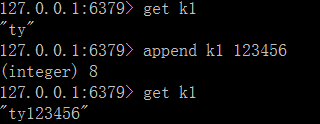 127.0.0.1:6379> get k1
"ty"
127.0.0.1:6379> append k1 123456
(integer) 8
127.0.0.1:6379> get k1
"ty123456"